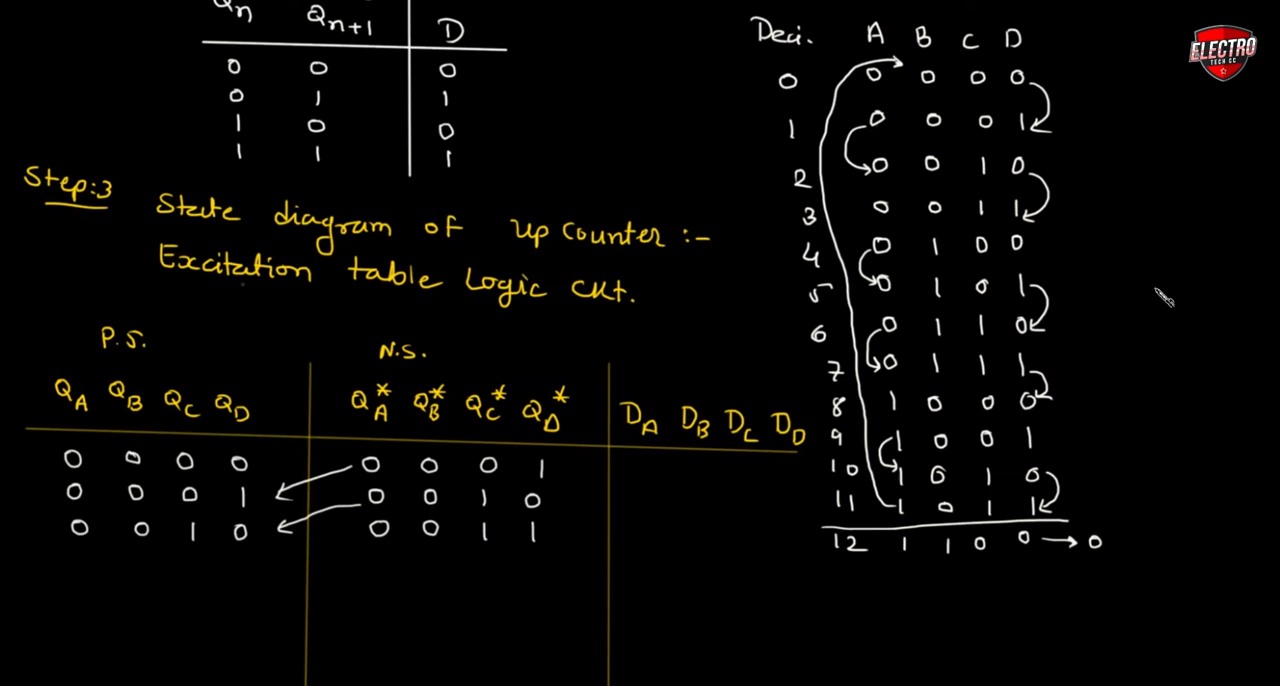 Qn Qn+1 D
0 0 0
0 1 1
1 0 0
1 1 1
Step:3 State diagram of up counter :-
Excitation table Logic CKt.
P.S. N.S.
QA QB QC QD QA* QB* QC* QD* DA DB DC DD
0 0 0 0 0 0 0 1
0 0 0 1 0 0 1 0
0 0 1 0 0 0 1 1
Deci. A B C D
0 0 0 0 0
1 0 0 0 1
2 0 0 1 0
3 0 0 1 1
4 0 1 0 0
5 0 1 0 1
6 0 1 1 0
7 0 1 1 1
8 1 0 0 0
9 1 0 0 1
10 1 0 1 0
11 1 0 1 1
12 1 1 0 0 → 0
ELECTRO
TECH CC